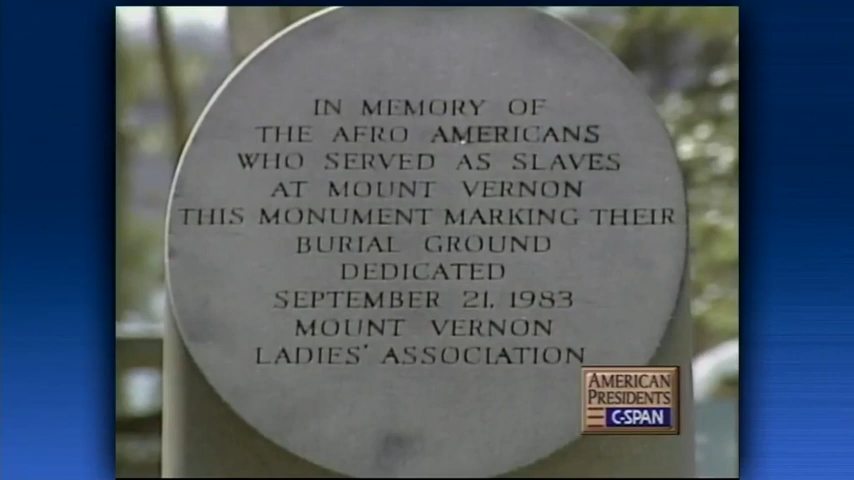 IN MEMORY OF
THE AFRO AMERICANS
WHO SERVED AS SLAVES
AT MOUNT VERNON
THIS MONUMENT MARKING THEIR
BURIAL GROUND
DEDICATED
SEPTEMBER 21, 1983
MOUNT VERNON
LADIES' ASSOCIATION
AMERICAN
PRESIDENTS
C-SPAN